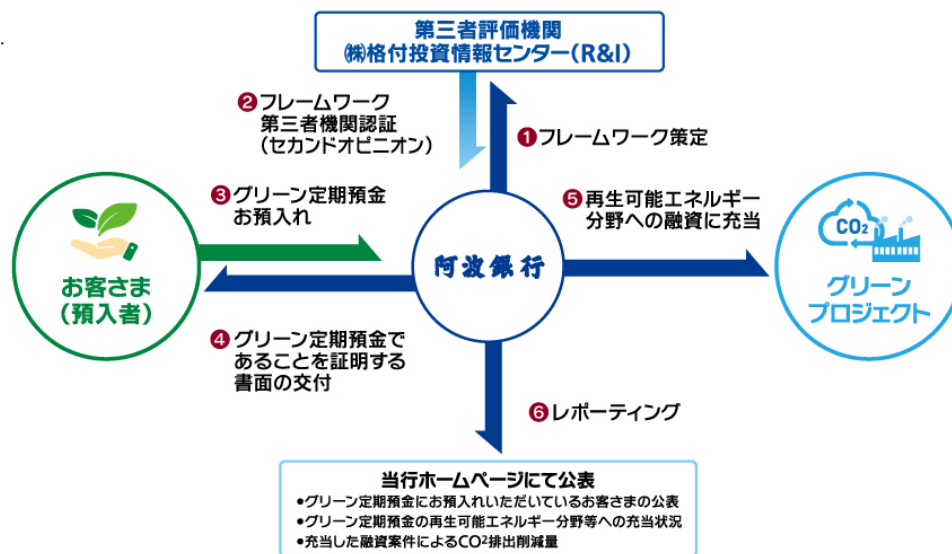 第三者評価機関
㈱格付投資情報センター(R&I)
❷フレームワーク
第三者機関認証
(セカンドオピニオン)
❶フレームワーク策定
❸グリーン定期預金
お預入れ
❺再生可能エネルギー
分野への融資に充当
お客さま
(預入者)
阿波銀行
CO₂
グリーン
プロジェクト
❹グリーン定期預金で
あることを証明する
書面の交付
❻レポーティング
当行ホームページにて公表
●グリーン定期預金にお預入れいただいているお客さまの公表
●グリーン定期預金の再生可能エネルギー分野等への充当状況
●充当した融資案件によるCO²排出削減量